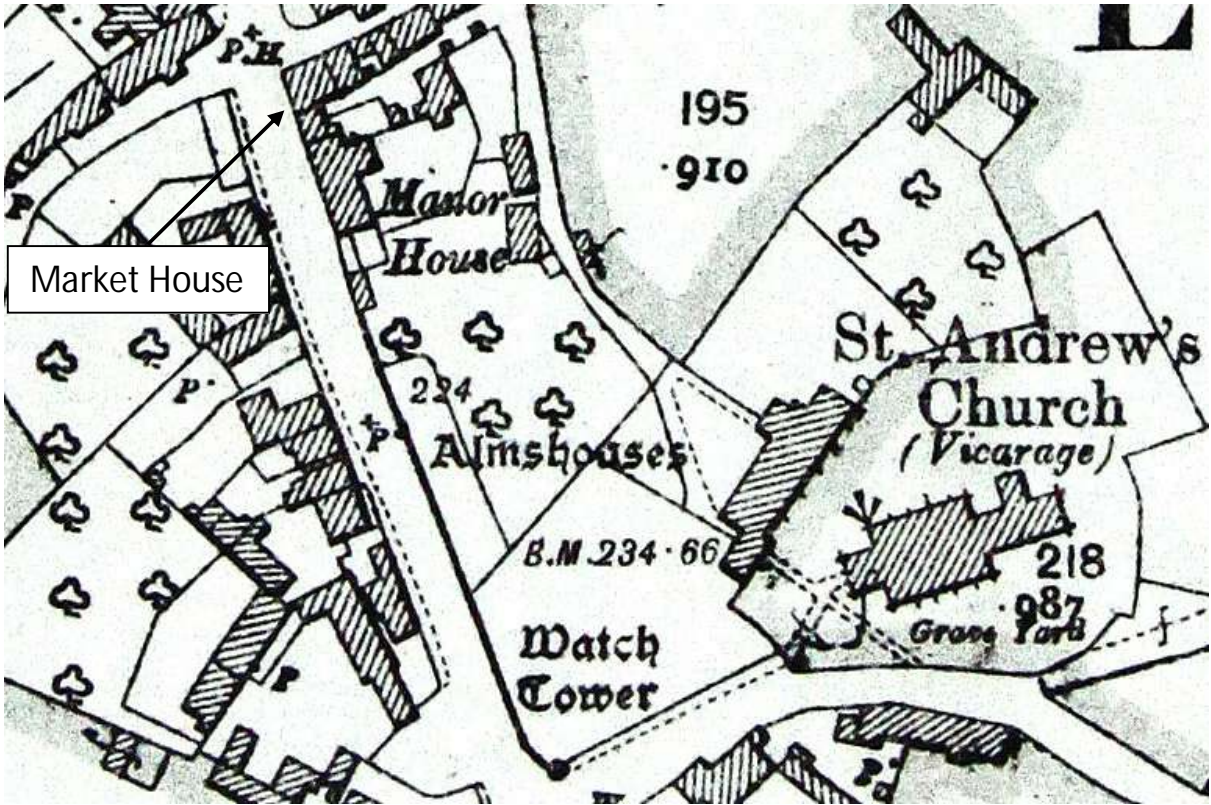 L
P.H.
195
.910
Manor
House
P
Market House
St. Andrew's
Church
(Vicarage)
P
224
P
Almshouses
B.M. 234.66
218
.987
Grave Yard
Watch
Tower
P
P
W